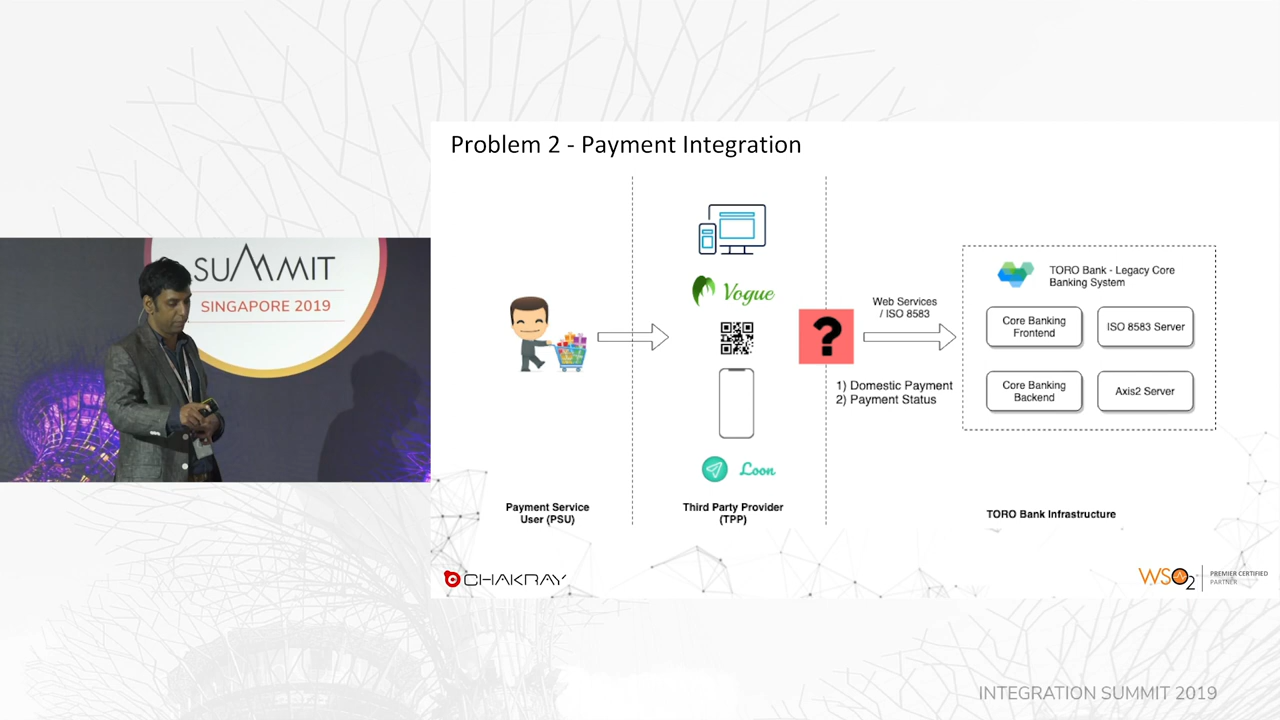 Problem 2 - Payment Integration
SUMMIT
SINGAPORE 2019
Vogue
Loon
Web Services
/ ISO 8583
1) Domestic Payment
2) Payment Status
TORO Bank - Legacy Core
Banking System
Core Banking
Frontend
ISO 8583 Server
Core Banking
Backend
Axis2 Server
Payment Service
User (PSU)
Third Party Provider
(TPP)
TORO Bank Infrastructure
?
CHAKRAY
WSO2
PREMIER CERTIFIED
PARTNER
INTEGRATION SUMMIT 2019